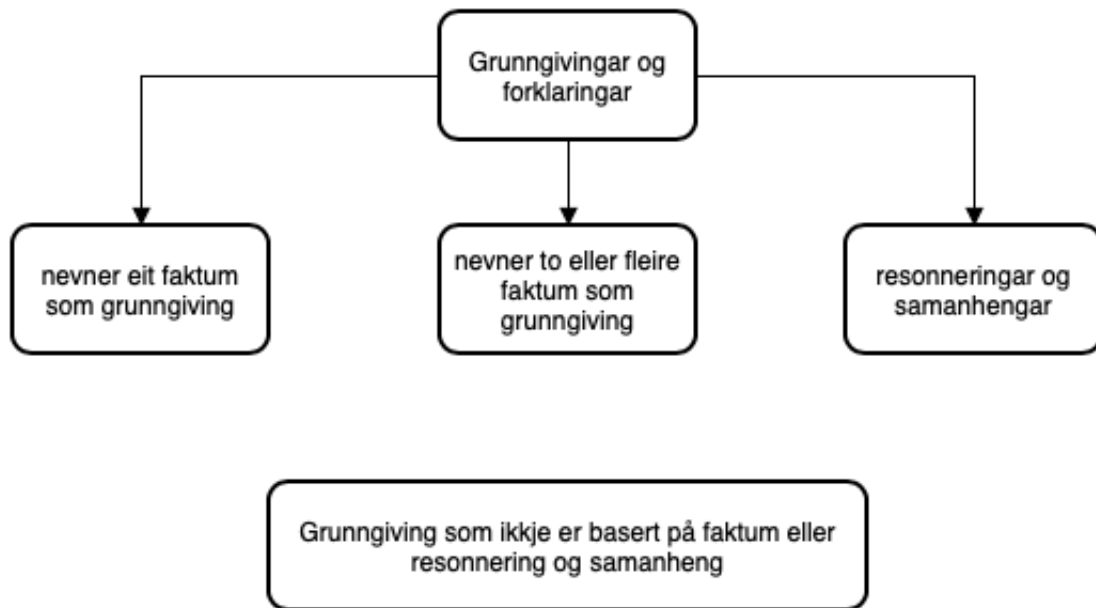 Grunngivingar og
forklaringar
nevner eit faktum
som grunngiving
nevner to eller fleire
faktum som
grunngiving
resonneringar og
samanhengar
Grunngiving som ikkje er basert på faktum eller
resonnering og samanheng